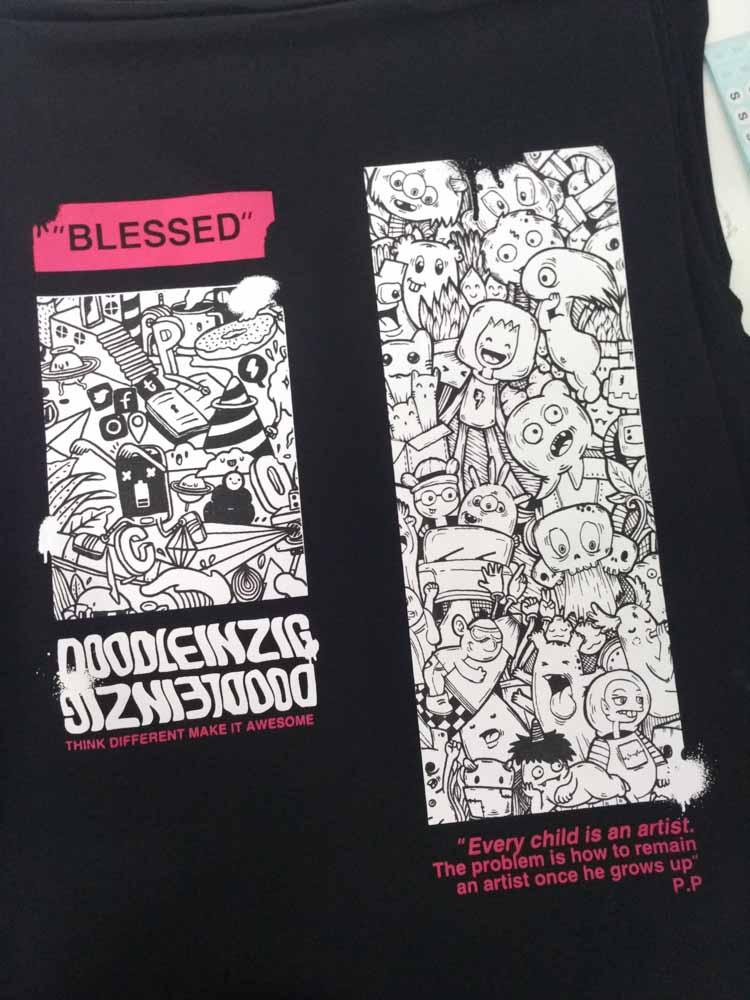 "BLESSED"
P
f
t
G
O
DOODLEINZIG
DOODLEINZIG
THINK DIFFERENT MAKE IT AWESOME
"Every child is an artist.
The problem is how to remain
an artist once he grows up"
P.P
S
S
S